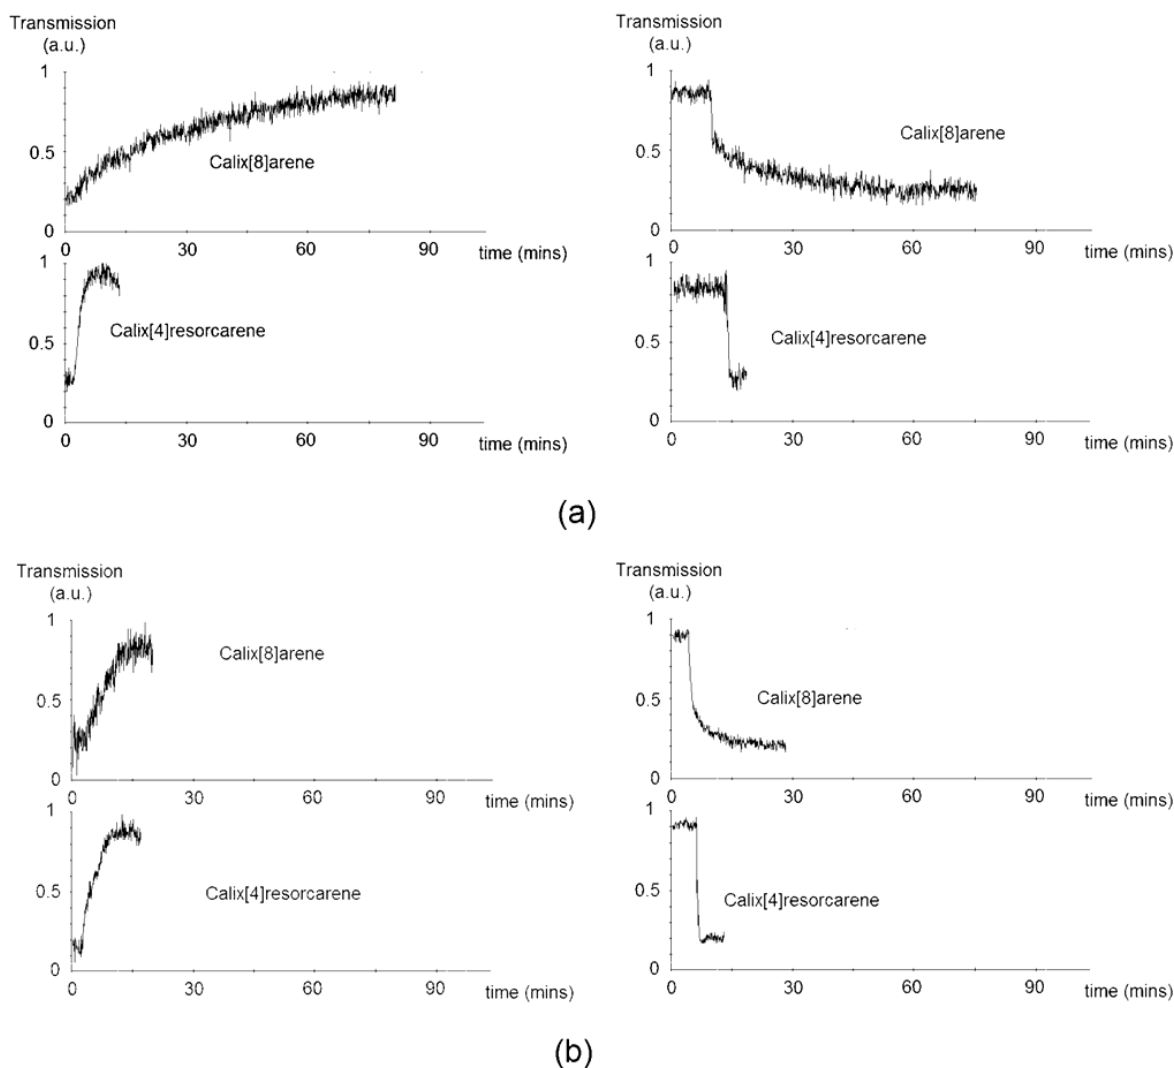 Transmission
(a.u.)
1
0.5
0
Calix[8]arene
0 30 60 90 time (mins)
1
0.5
0
Calix[4]resorcarene
0 30 60 90 time (mins)
Transmission
(a.u.)
1
0.5
0
Calix[8]arene
0 30 60 90 time (mins)
1
0.5
0
Calix[4]resorcarene
0 30 60 90 time (mins)
(a)
Transmission
(a.u.)
1
0.5
0
Calix[8]arene
0 30 60 90 time (mins)
1
0.5
0
Calix[4]resorcarene
0 30 60 90 time (mins)
Transmission
(a.u.)
1
0.5
0
Calix[8]arene
0 30 60 90 time (mins)
1
0.5
0
Calix[4]resorcarene
0 30 60 90 time (mins)
(b)